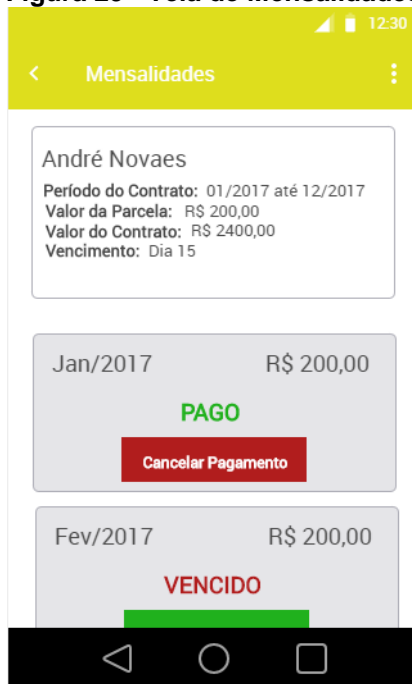 12:30
Mensalidades
André Novaes
Período do Contrato: 01/2017 até 12/2017
Valor da Parcela: R$ 200,00
Valor do Contrato: R$ 2400,00
Vencimento: Dia 15
Jan/2017 R$ 200,00
PAGO
Cancelar Pagamento
Fev/2017 R$ 200,00
VENCIDO